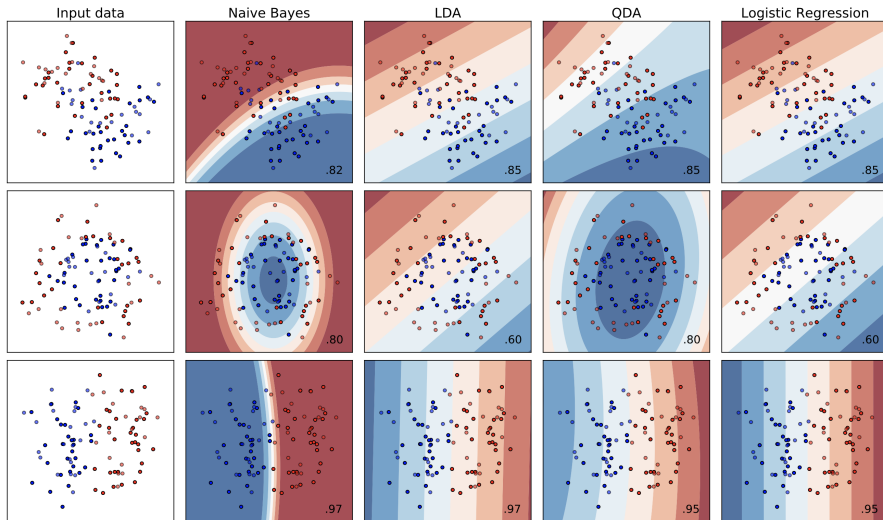 Input data
Naive Bayes
LDA
QDA
Logistic Regression
.82
.85
.85
.85
.80
.60
.80
.60
.97
.97
.95
.95